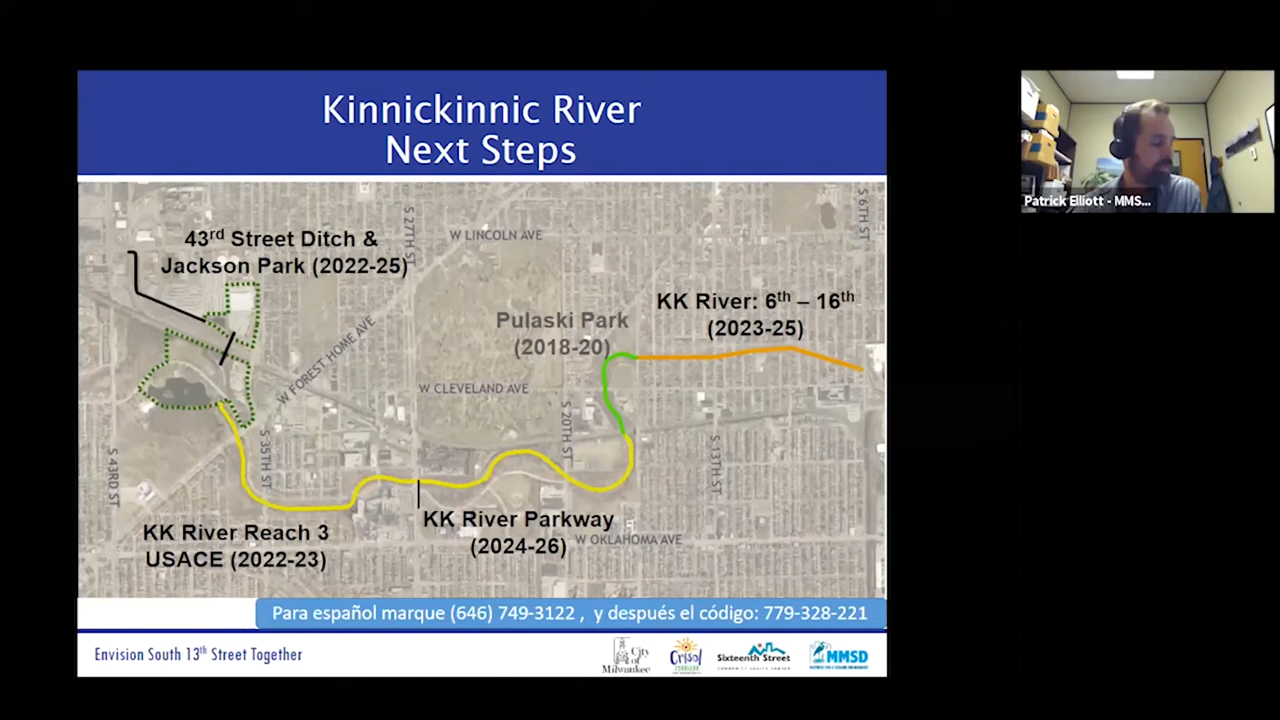 Kinnickinnic River
Next Steps
43rd Street Ditch &
Jackson Park (2022-25)
S 27TH ST
W LINCOLN AVE
S 6TH ST
KK River: 6th – 16th
(2023-25)
Pulaski Park
(2018-20)
W FOREST HOME AVE
W CLEVELAND AVE
S 20TH ST
S 13TH ST
S 35TH ST
S 43RD ST
KK River Reach 3
USACE (2022-23)
KK River Parkway
(2024-26)
W OKLAHOMA AVE
Para español marque (646) 749-3122 , y después el código: 779-328-221
Envision South 13th Street Together
City
of
Milwaukee
Crisol
Sixteenth Street
COMMUNITY HEALTH CENTERS
MMSD
Patrick Elliott - MMS...